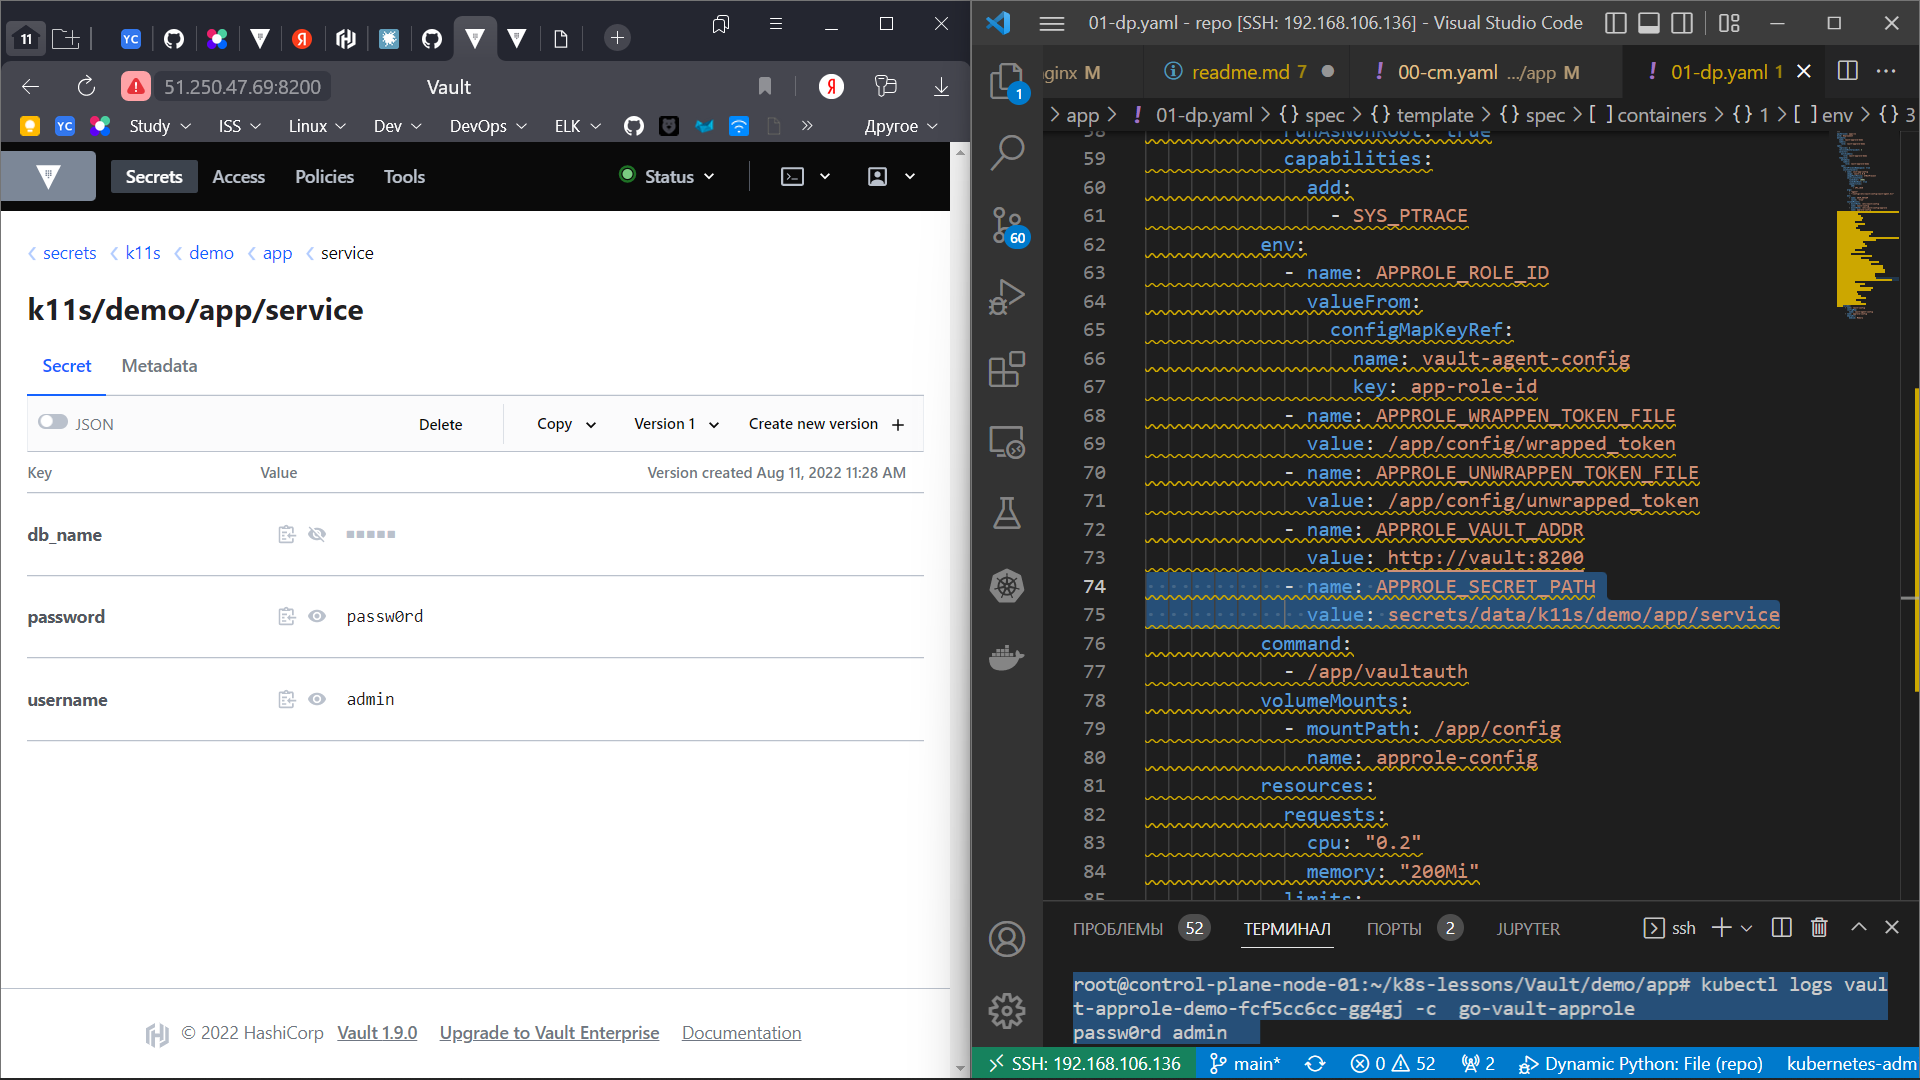 11
YC
Я
51.250.47.69:8200
Vault
Я
YC
Study
ISS
Linux
Dev
DevOps
ELK
»
Другое
Secrets
Access
Policies
Tools
Status
secrets
k11s
demo
app
service
k11s/demo/app/service
Secret
Metadata
JSON
Delete
Copy
Version 1
Create new version +
Key
Value
Version created Aug 11, 2022 11:28 AM
db_name
password
passw0rd
username
admin
© 2022 HashiCorp
Vault 1.9.0
Upgrade to Vault Enterprise
Documentation
01-dp.yaml - repo [SSH: 192.168.106.136] - Visual Studio Code
nginx M
readme.md 7
! 00-cm.yaml .../app M
! 01-dp.yaml 1
> app > ! 01-dp.yaml > {} spec > {} template > {} spec > [ ] containers > {} 1 > [ ] env > {} 3
1
60
58 runAsNonRoot: true
59 capabilities:
60 add:
61 - SYS_PTRACE
62 env:
63 - name: APPROLE_ROLE_ID
64 valueFrom:
65 configMapKeyRef:
66 name: vault-agent-config
67 key: app-role-id
68 - name: APPROLE_WRAPPEN_TOKEN_FILE
69 value: /app/config/wrapped_token
70 - name: APPROLE_UNWRAPPEN_TOKEN_FILE
71 value: /app/config/unwrapped_token
72 - name: APPROLE_VAULT_ADDR
73 value: http://vault:8200
74 - name: APPROLE_SECRET_PATH
75 value: secrets/data/k11s/demo/app/service
76 command:
77 - /app/vaultauth
78 volumeMounts:
79 - mountPath: /app/config
80 name: approle-config
81 resources:
82 requests:
83 cpu: "0.2"
84 memory: "200Mi"
85 limits:
ПРОБЛЕМЫ 52
ТЕРМИНАЛ
ПОРТЫ 2
JUPYTER
ssh
root@control-plane-node-01:~/k8s-lessons/Vault/demo/app# kubectl logs vaul
t-approle-demo-fcf5cc6cc-gg4gj -c  go-vault-approle
passw0rd admin
SSH: 192.168.106.136
main*
0
52
2
Dynamic Python: File (repo)
kubernetes-adm